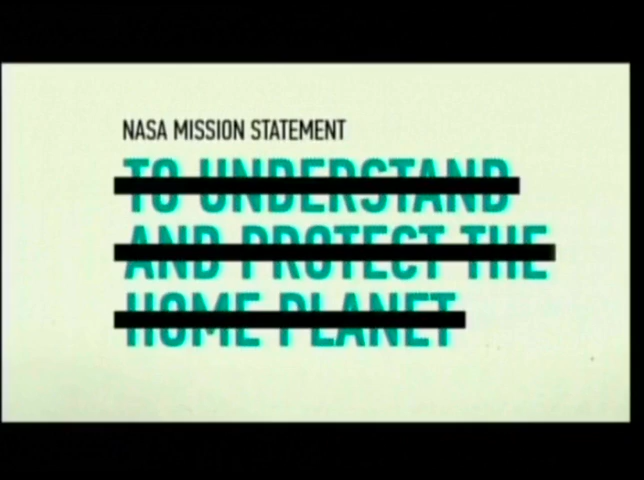 NASA MISSION STATEMENT
TO UNDERSTAND
AND PROTECT THE
HOME PLANET